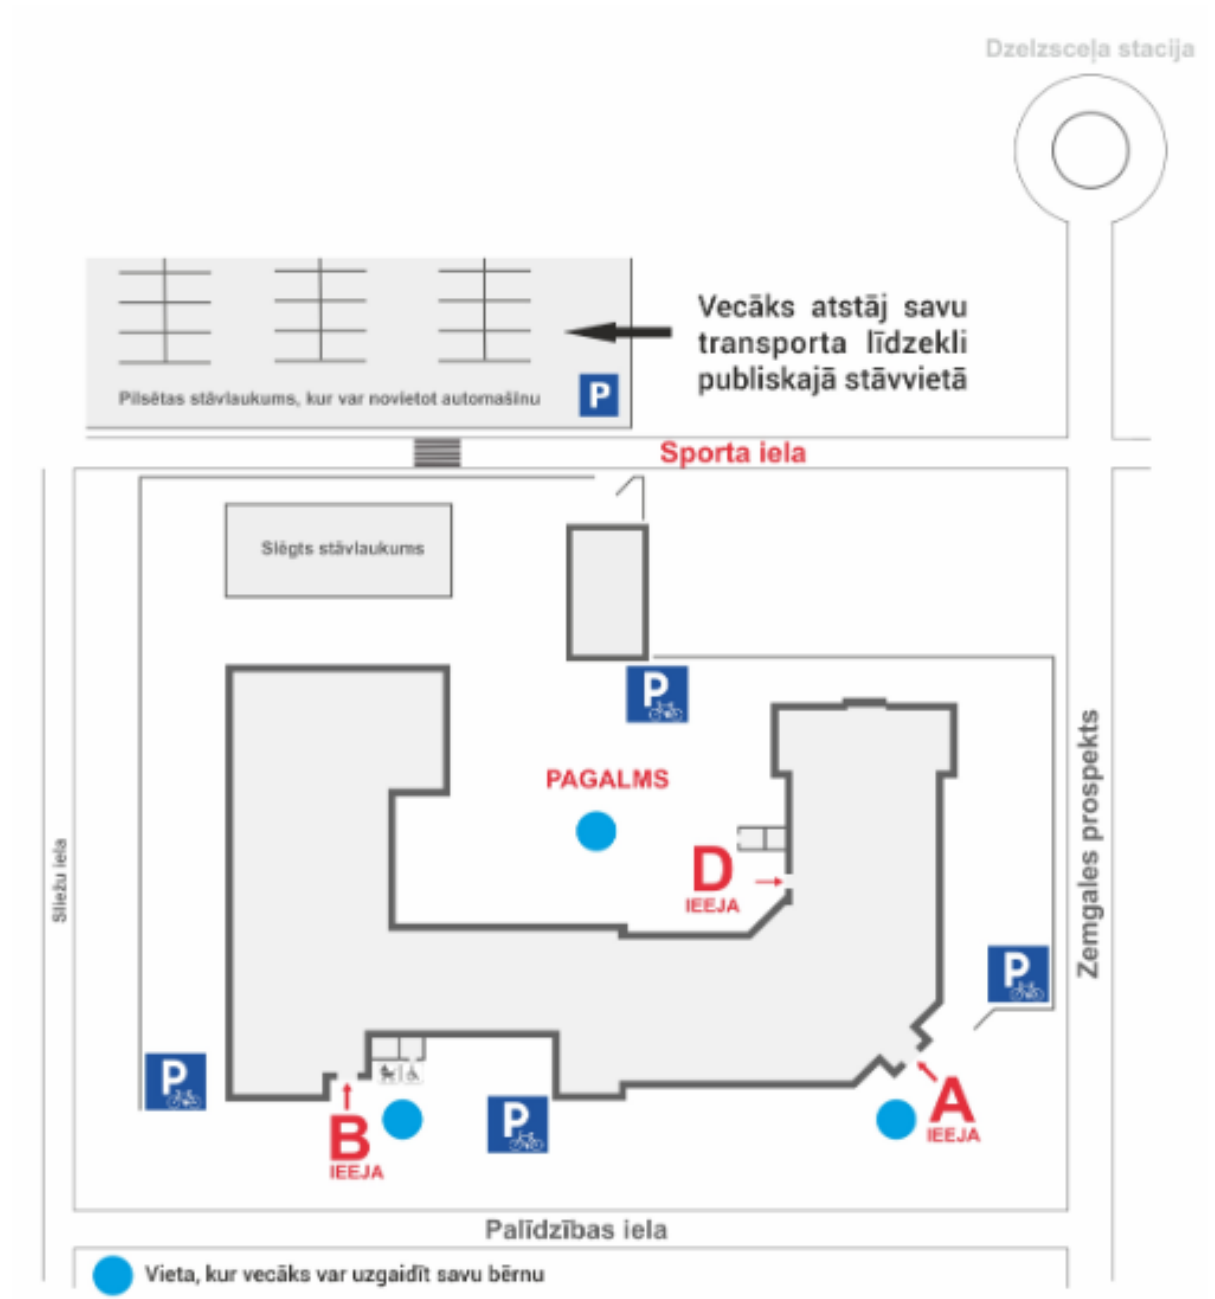 Dzelzsceļa stacija
Vecāks atstāj savu
transporta līdzekli
publiskajā stāvvietā
Pilsētas stāvlaukums, kur var novietot automašīnu
P
Sporta iela
Slēgts stāvlaukums
P
PAGALMS
D
IEEJA
Zemgales prospekts
Sliežu iela
P
P
P
B
IEEJA
A
IEEJA
Palīdzības iela
Vieta, kur vecāks var uzgaidīt savu bērnu